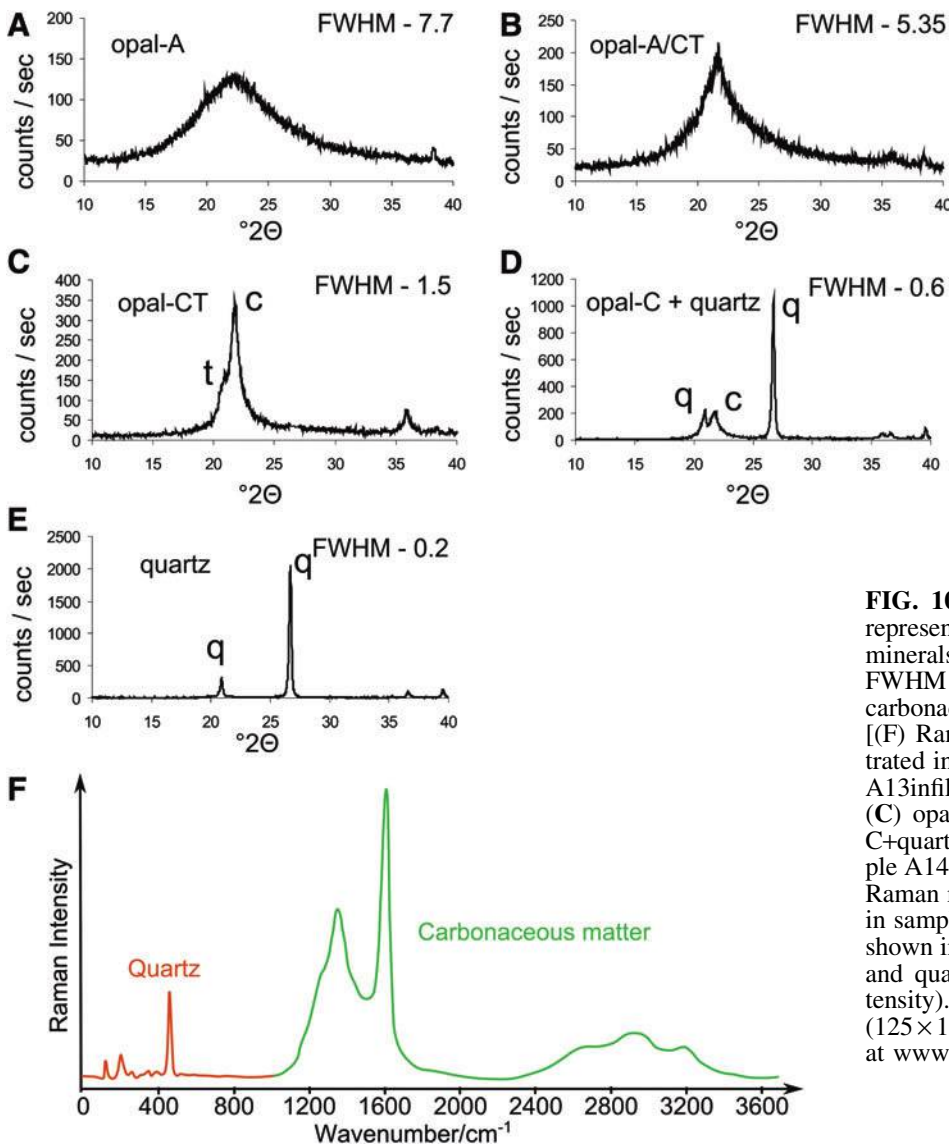 A
opal-A
FWHM - 7.7
counts / sec
200
150
100
50
0
10 15 20 25 30 35 40
°2Θ
B
opal-A/CT
FWHM - 5.35
counts / sec
250
200
150
100
50
0
10 15 20 25 30 35 40
°2Θ
C
opal-CT
FWHM - 1.5
c
t
counts / sec
400
350
300
250
200
150
100
50
0
10 15 20 25 30 35 40
°2Θ
D
opal-C + quartz
FWHM - 0.6
q
q
c
counts / sec
1200
1000
800
600
400
200
0
10 15 20 25 30 35 40
°2Θ
E
quartz
FWHM - 0.2
q
q
counts / sec
2500
2000
1500
1000
500
0
10 15 20 25 30 35 40
°2Θ
F
Raman Intensity
Quartz
Carbonaceous matter
0 400 800 1200 1600 2000 2400 2800 3200 3600
Wavenumber/cm⁻¹
FIG. 10
represen
minerals
FWHM
carbonac
[(F) Ran
trated in
A13infil
(C) opa
C+quart
ple A14
Raman
in samp
shown i
and qua
tensity).
(125×1
at www